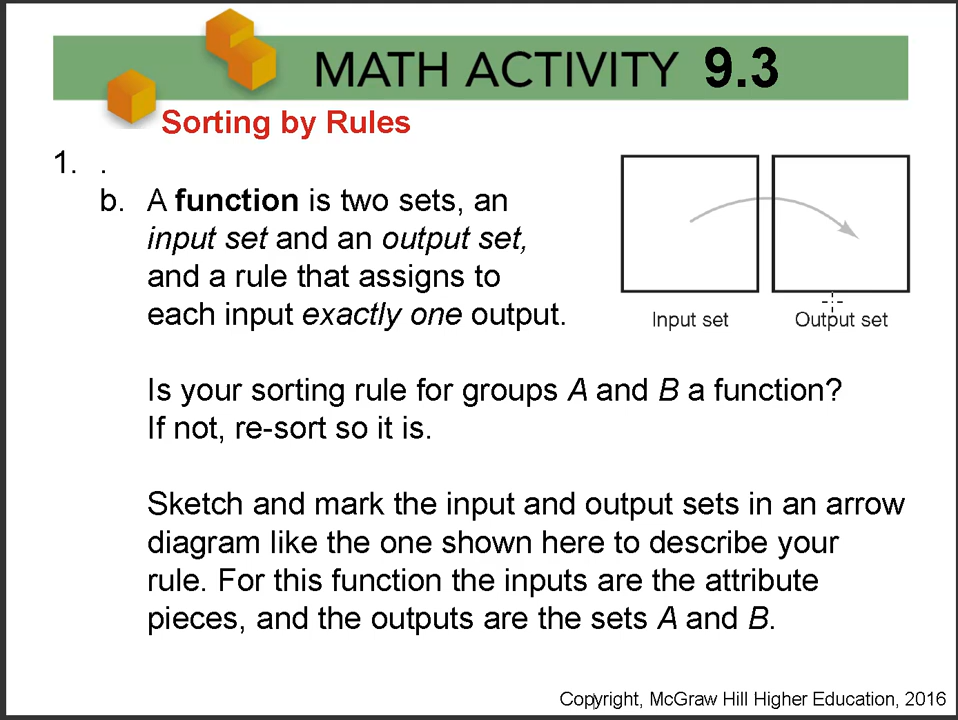 MATH ACTIVITY 9.3
Sorting by Rules
1. .
b. A function is two sets, an
input set and an output set,
and a rule that assigns to
each input exactly one output.
Input set
Output set
Is your sorting rule for groups A and B a function?
If not, re-sort so it is.
Sketch and mark the input and output sets in an arrow
diagram like the one shown here to describe your
rule. For this function the inputs are the attribute
pieces, and the outputs are the sets A and B.
Copyright, McGraw Hill Higher Education, 2016